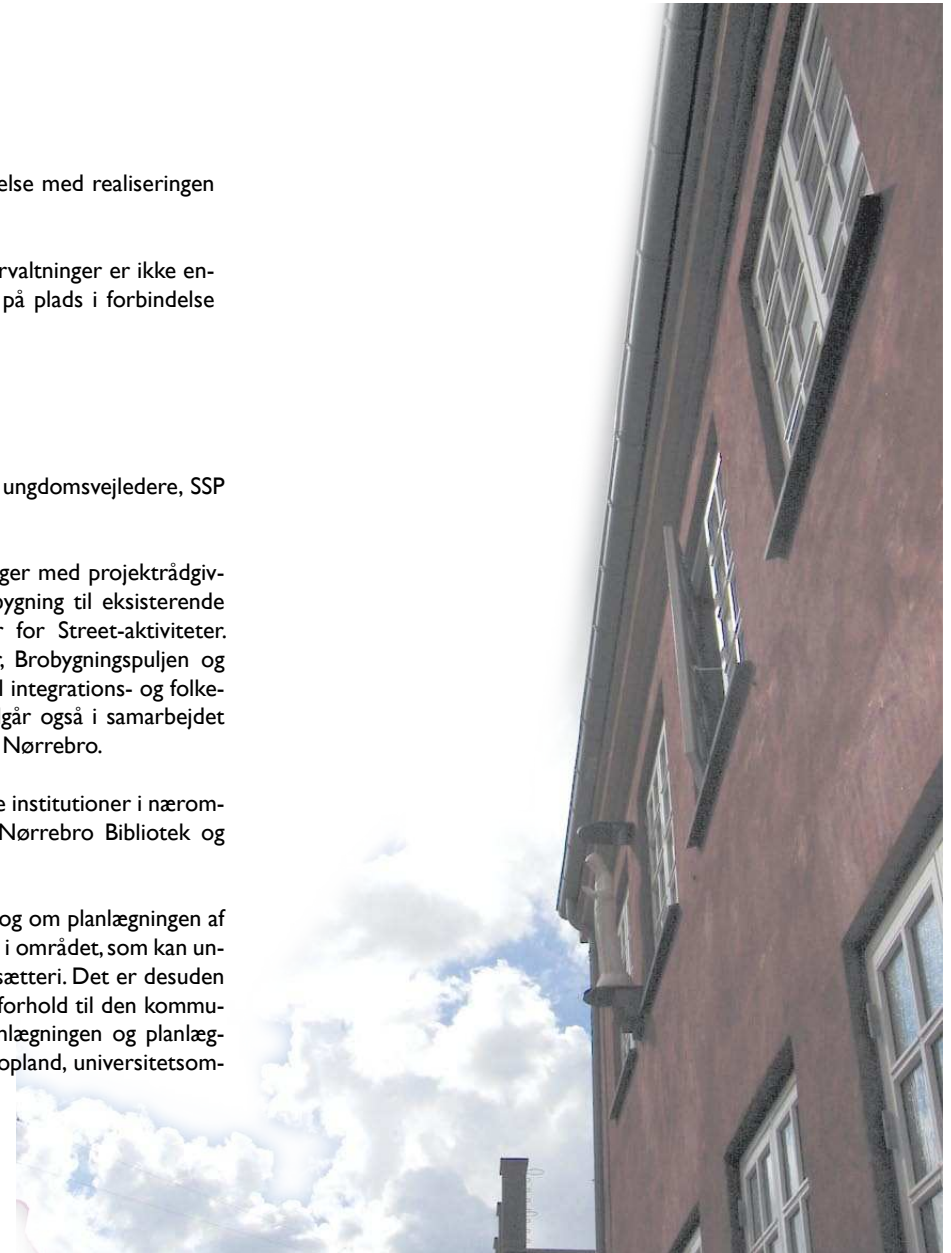 else med realiseringen
rvaltninger er ikke en-
på plads i forbindelse
ungdomsvejledere, SSP
ger med projektrådgiv-
bygning til eksisterende
r for Street-aktiviteter.
Brobygningspuljen og
l integrations- og folke-
går også i samarbejdet
Nørrebro.
e institutioner i nærom-
Nørrebro Bibliotek og
og om planlægningen af
i området, som kan un-
sætteri. Det er desuden
forhold til den kommu-
nlægningen og planlæg-
opland, universitetsom-